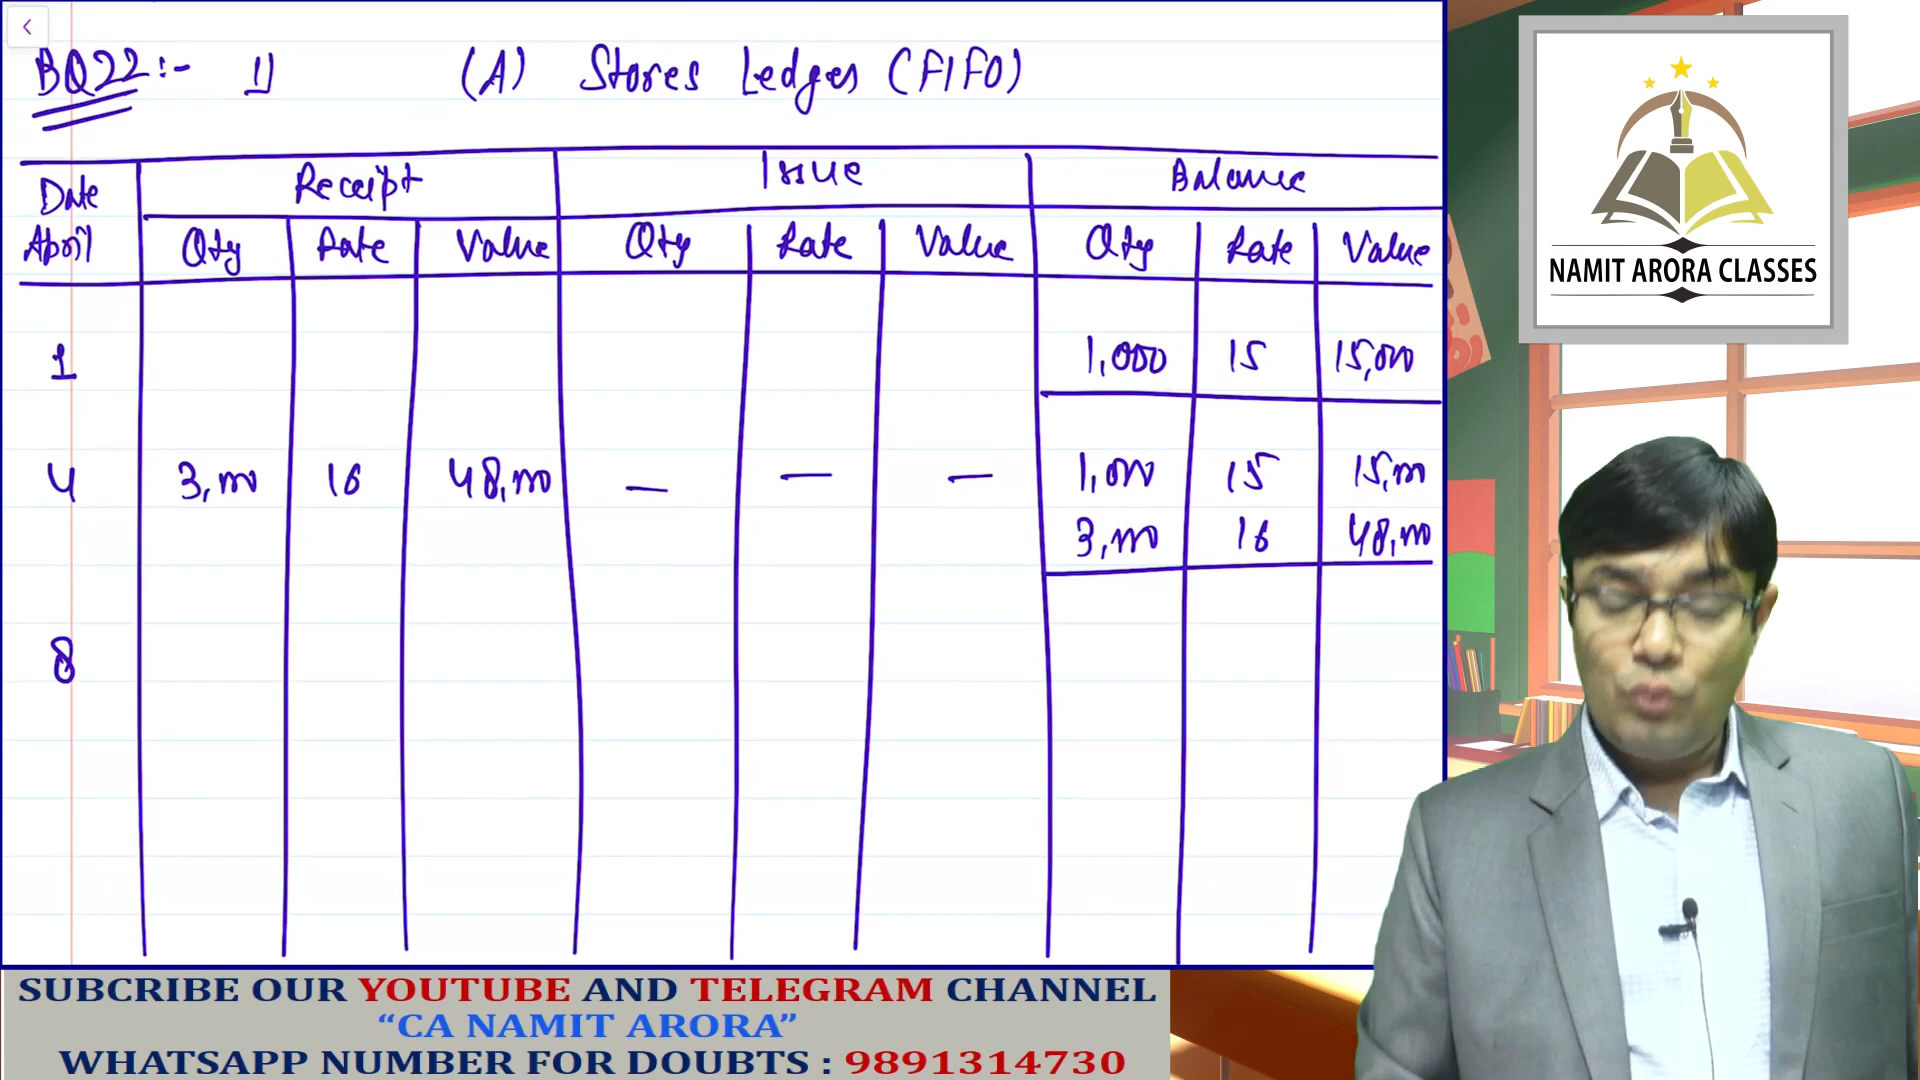 BQ22:- 1) (A) Stores Ledger (FIFO)
Date April Receipt Issue Balance
Qty Rate Value Qty Rate Value Qty Rate Value
1 1,000 15 15,000
4 3,000 16 48,000 — — — 1,000 15 15,000
3,000 16 48,000
8
NAMIT ARORA CLASSES
SUBCRIBE OUR YOUTUBE AND TELEGRAM CHANNEL
“CA NAMIT ARORA”
WHATSAPP NUMBER FOR DOUBTS : 9891314730